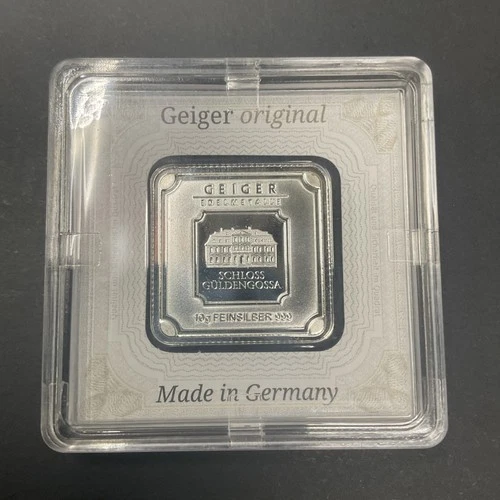 Geiger original
GEIGER
EDELMETALLE
SCHLOSS
GÜLDENGOSSA
10g FEINSILBER 999
Made in Germany